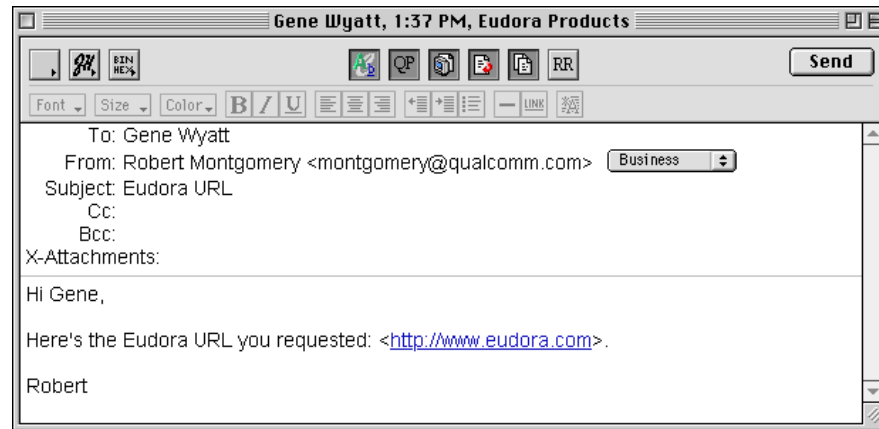 Gene Wyatt, 1:37 PM, Eudora Products
BIN HEX QP RR Send
Font Size Color B I U LINK
To: Gene Wyatt
From: Robert Montgomery <montgomery@qualcomm.com> Business
Subject: Eudora URL
Cc:
Bcc:
X-Attachments:
Hi Gene,
Here's the Eudora URL you requested: <http://www.eudora.com>.
Robert